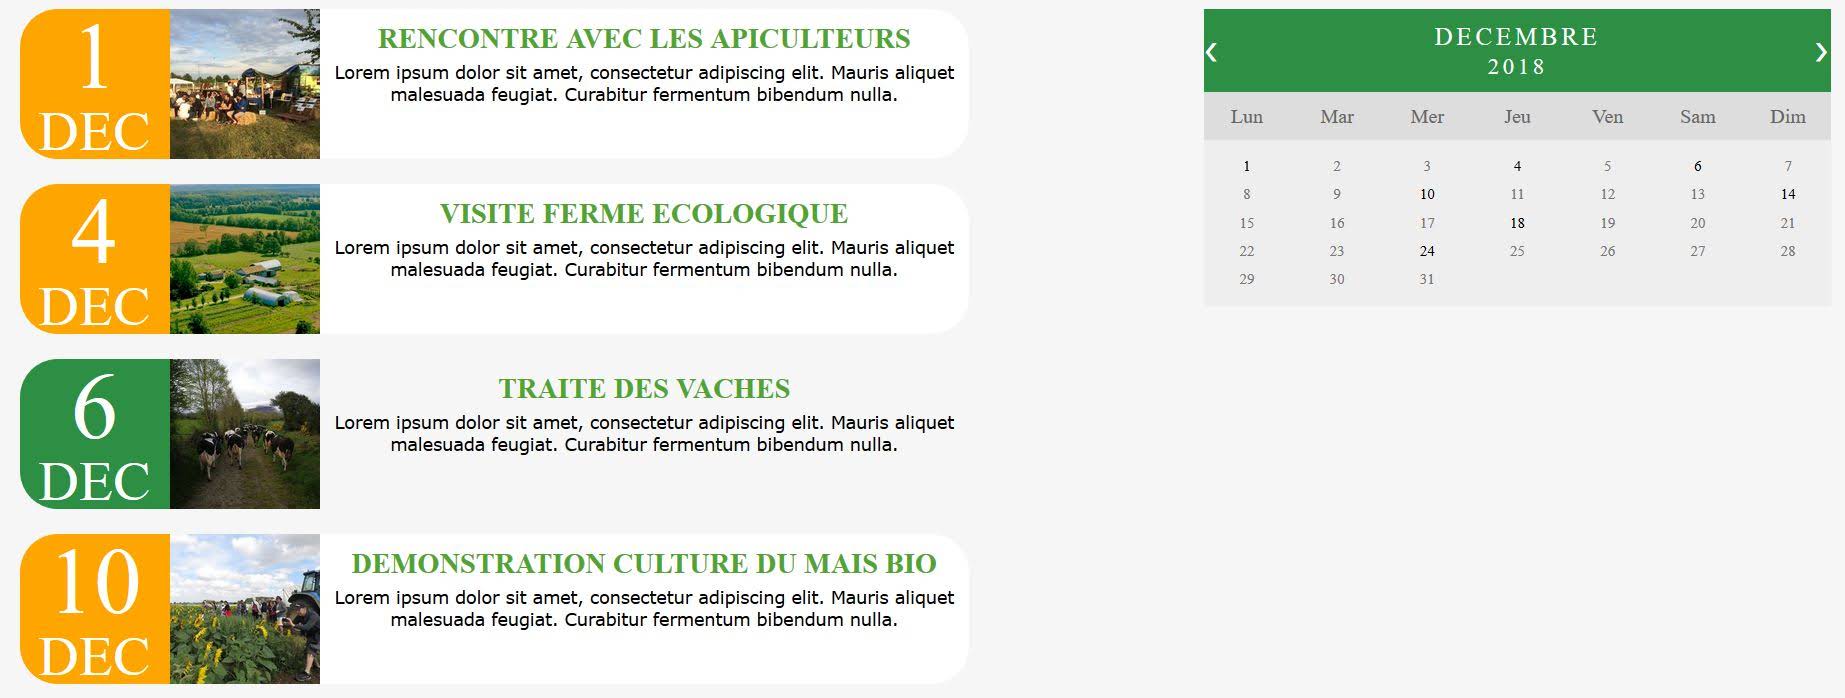 1
DEC
RENCONTRE AVEC LES APICULTEURS
Lorem ipsum dolor sit amet, consectetur adipiscing elit. Mauris aliquet
malesuada feugiat. Curabitur fermentum bibendum nulla.
4
DEC
VISITE FERME ECOLOGIQUE
Lorem ipsum dolor sit amet, consectetur adipiscing elit. Mauris aliquet
malesuada feugiat. Curabitur fermentum bibendum nulla.
6
DEC
TRAITE DES VACHES
Lorem ipsum dolor sit amet, consectetur adipiscing elit. Mauris aliquet
malesuada feugiat. Curabitur fermentum bibendum nulla.
10
DEC
DEMONSTRATION CULTURE DU MAIS BIO
Lorem ipsum dolor sit amet, consectetur adipiscing elit. Mauris aliquet
malesuada feugiat. Curabitur fermentum bibendum nulla.
❮ DECEMBRE ❯
2018
Lun Mar Mer Jeu Ven Sam Dim
1 2 3 4 5 6 7
8 9 10 11 12 13 14
15 16 17 18 19 20 21
22 23 24 25 26 27 28
29 30 31